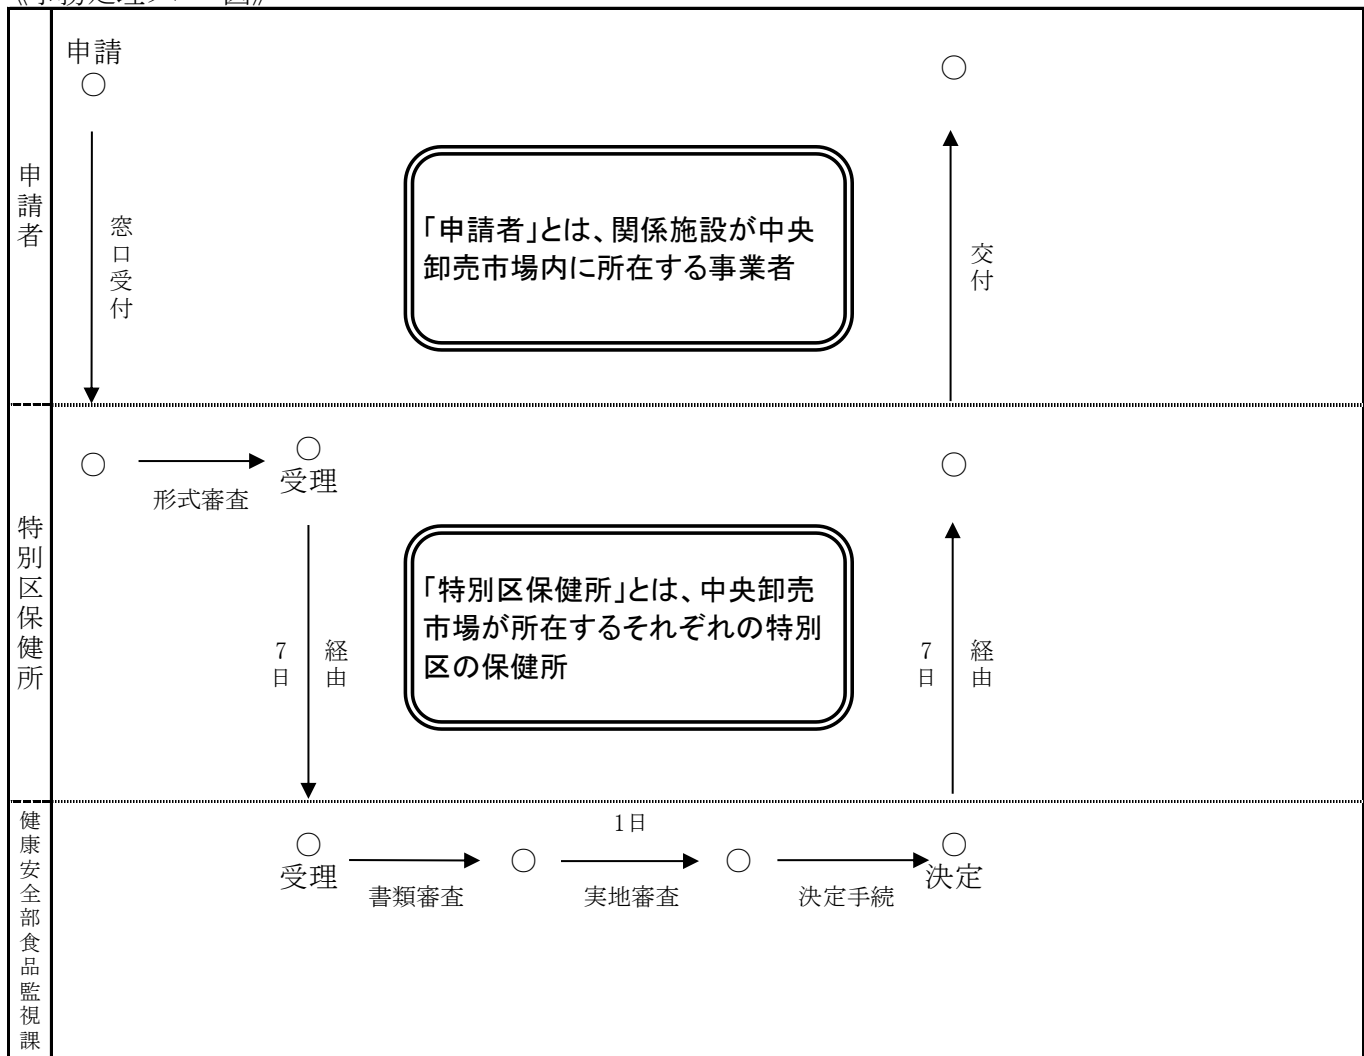 申請
○
○
申請者
窓口受付
「申請者」とは、関係施設が中央
卸売市場内に所在する事業者
交付
○
○
受理
○
形式審査
特別区保健所
7日
経由
「特別区保健所」とは、中央卸売
市場が所在するそれぞれの特別
区の保健所
7日
経由
健康安全部食品監視課
○
受理
書類審査
○
1日
実地審査
○
決定手続
○
決定